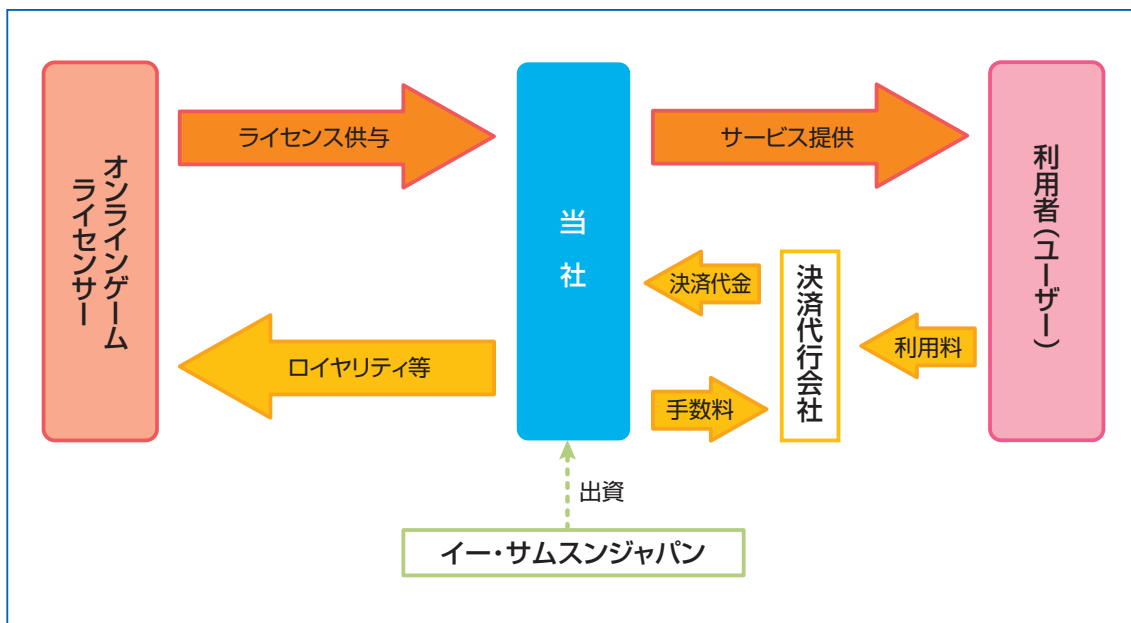 オンラインゲーム
ライセンサー
ライセンス供与
ロイヤリティ等
当社
サービス提供
決済代金
手数料
決済代行会社
利用料
利用者(ユーザー)
出資
イー・サムスンジャパン